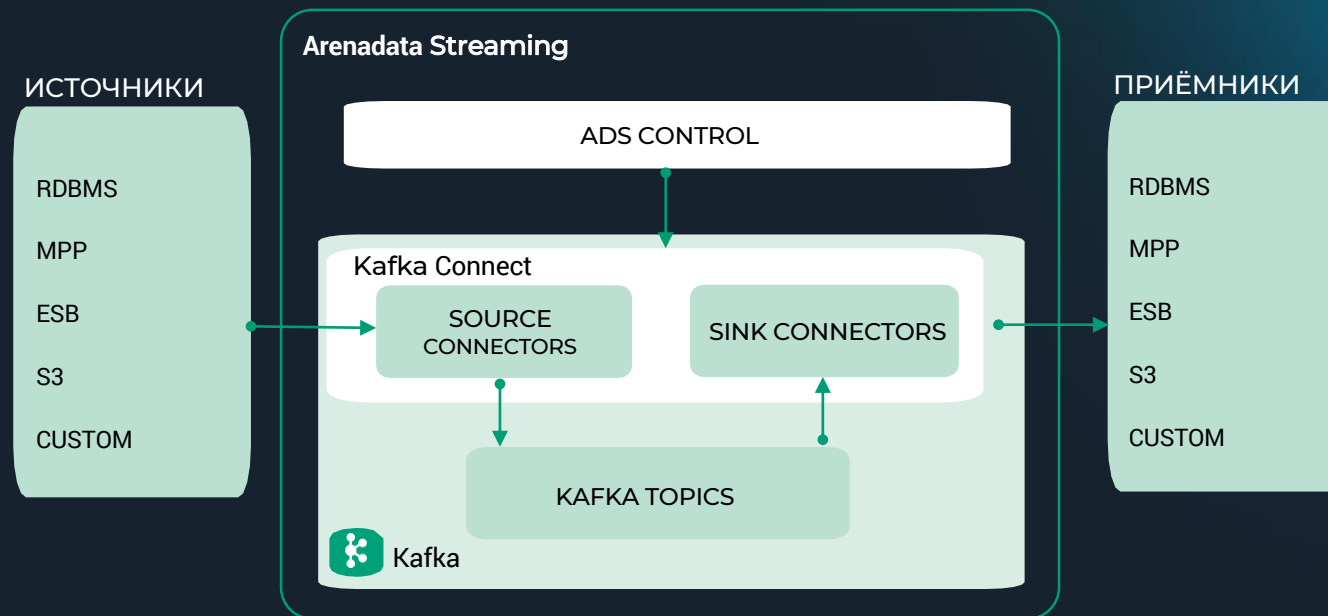 Arenadata Streaming
ИСТОЧНИКИ
RDBMS
MPP
ESB
S3
CUSTOM
ADS CONTROL
Kafka Connect
SOURCE
CONNECTORS
SINK CONNECTORS
KAFKA TOPICS
Kafka
ПРИЁМНИКИ
RDBMS
MPP
ESB
S3
CUSTOM